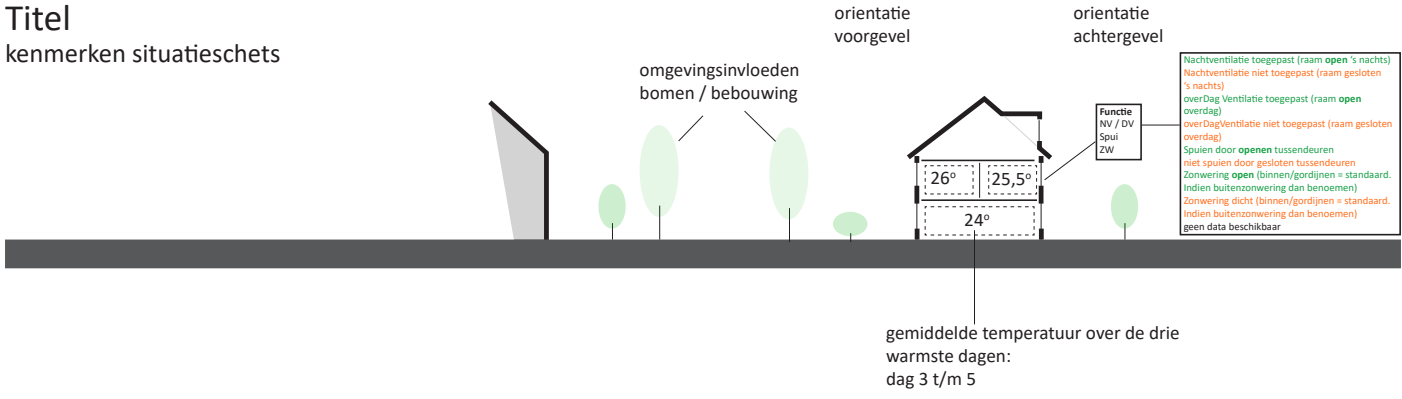 Titel
kenmerken situatieschets
orientatie
voorgevel
orientatie
achtergevel
omgevingsinvloeden
bomen / bebouwing
Functie
NV / DV
Spui
ZW
Nachtventilatie toegepast (raam open ‘s nachts)
Nachtventilatie niet toegepast (raam gesloten
‘s nachts)
overDag Ventilatie toegepast (raam open
overdag)
overDagVentilatie niet toegepast (raam gesloten
overdag)
Spuien door openen tussendeuren
niet spuien door gesloten tussendeuren
Zonwering open (binnen/gordijnen = standaard.
Indien buitenzonwering dan benoemen)
Zonwering dicht (binnen/gordijnen = standaard.
Indien buitenzonwering dan benoemen)
geen data beschikbaar
26° 25,5°
24°
gemiddelde temperatuur over de drie
warmste dagen:
dag 3 t/m 5